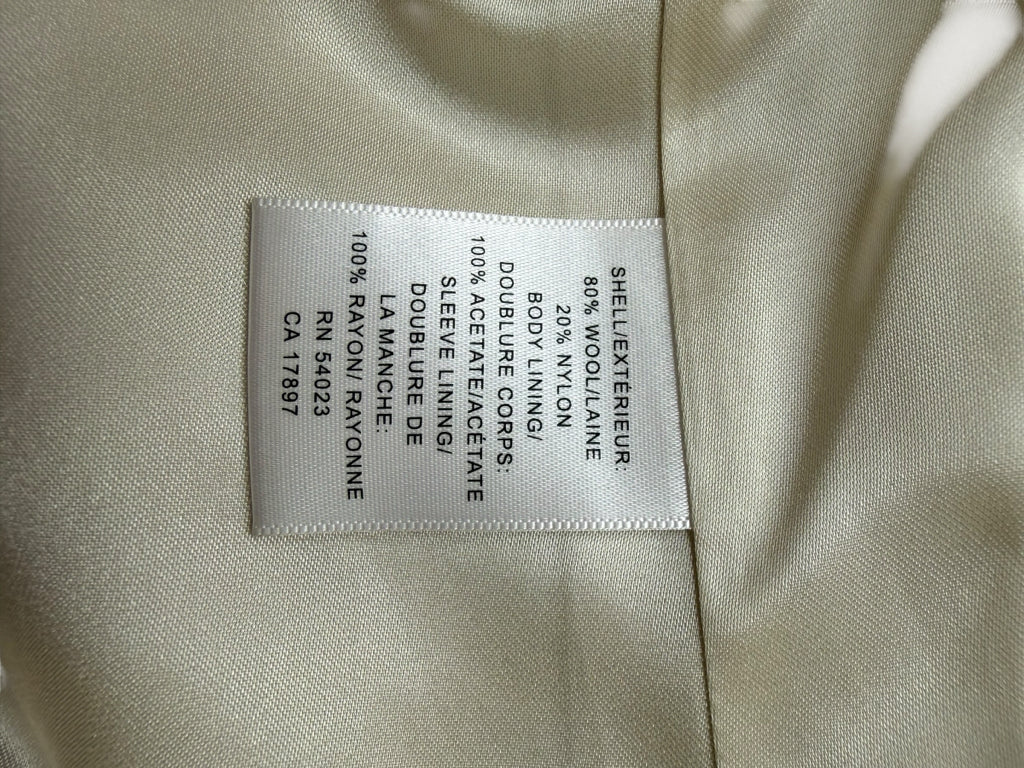 SHELL/EXTÉRIEUR:
80% WOOL/LAINE
20% NYLON
BODY LINING/
DOUBLURE CORPS:
100% ACETATE/ACÉTATE
SLEEVE LINING/
DOUBLURE DE
LA MANCHE:
100% RAYON/ RAYONNE
RN 54023
CA 17897